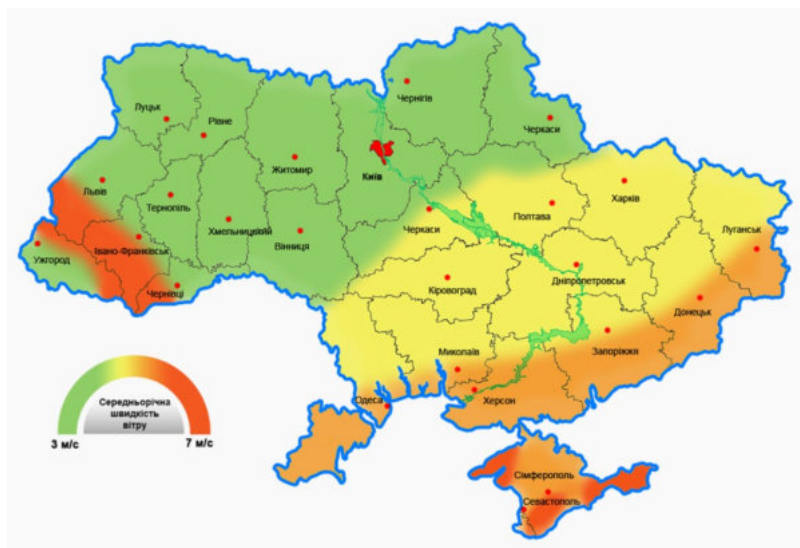 Чернігів
Луцьк
Рівне
Черкаси
Київ
Житомир
Львів
Тернопіль
Хмельницький
Вінниця
Івано-Франківськ
Ужгород
Чернівці
Черкаси
Полтава
Харків
Луганськ
Дніпропетровськ
Кіровоград
Донецьк
Запоріжжя
Миколаїв
Одеса
Херсон
Середньорічна
швидкість
вітру
3 м/с
7 м/с
Сімферополь
Севастополь